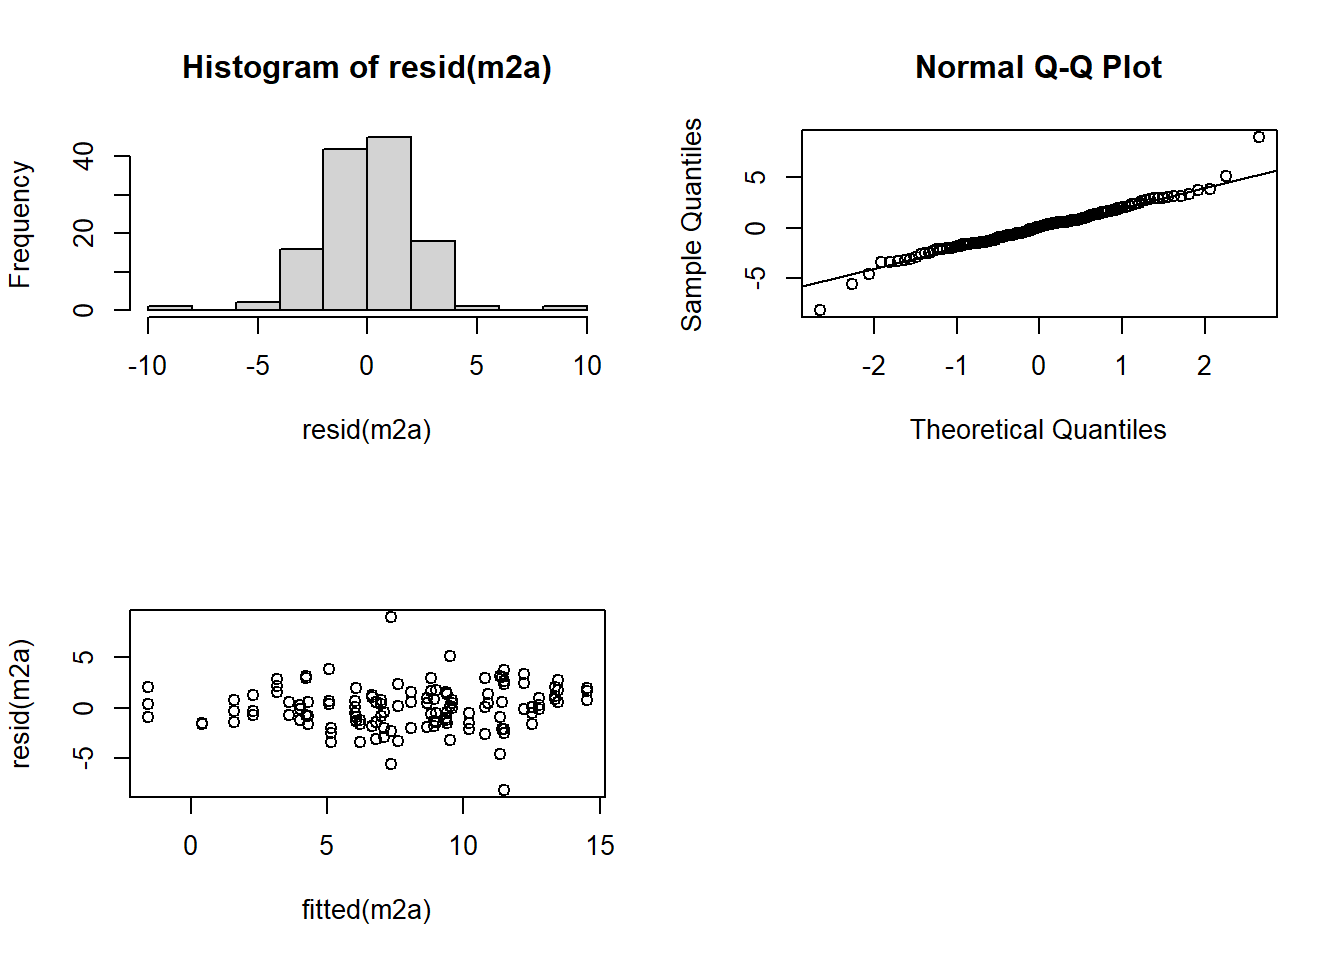 Histogram of resid(m2a)
Frequency
0 20 40
-10 -5 0 5 10
resid(m2a)
Normal Q-Q Plot
Sample Quantiles
-5 0 5
-2 -1 0 1 2
Theoretical Quantiles
resid(m2a)
-5 0 5
0 5 10 15
fitted(m2a)